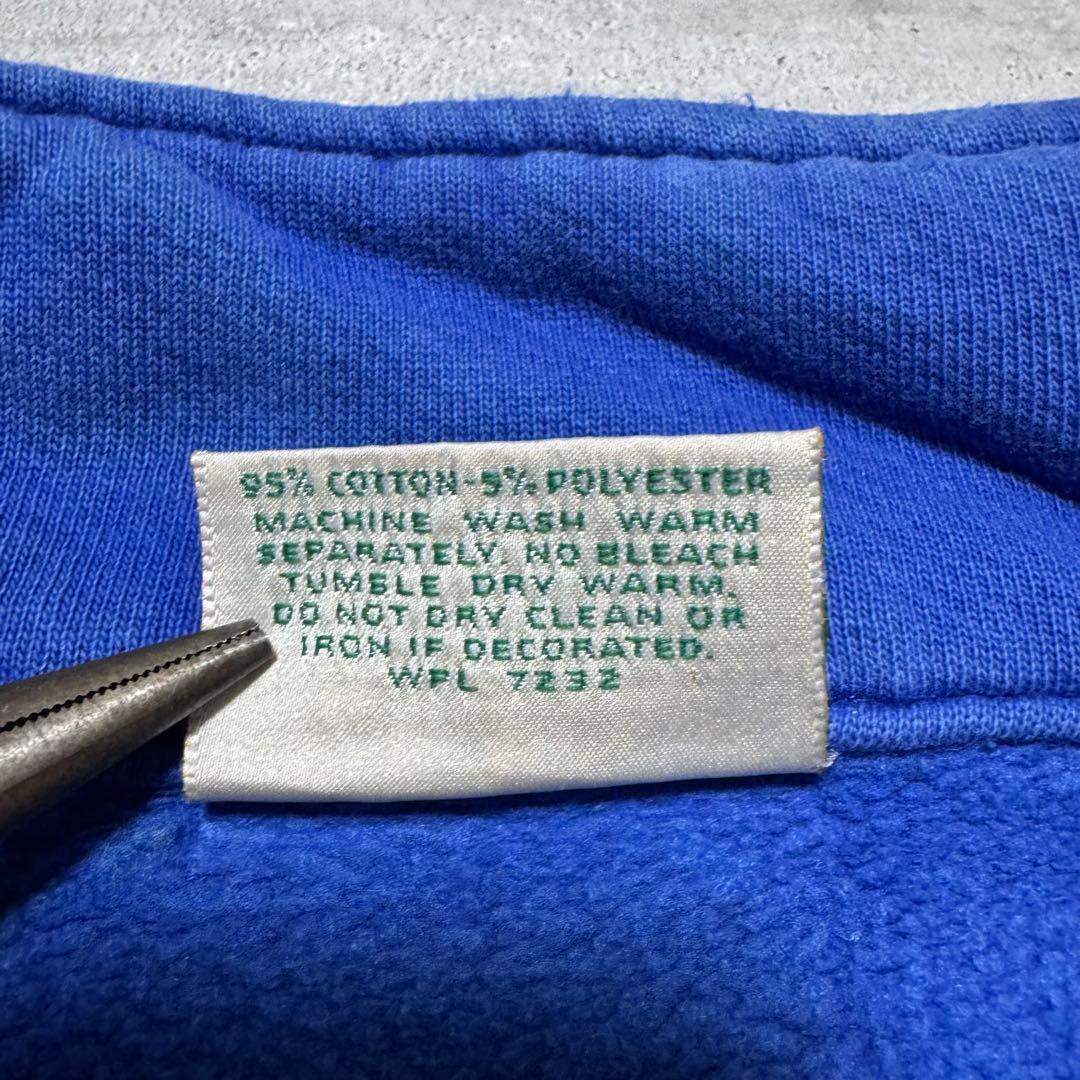 95% COTTON-5% POLYESTER
MACHINE WASH WARM
SEPARATELY. NO BLEACH
TUMBLE DRY WARM.
DO NOT DRY CLEAN OR
IRON IF DECORATED.
WPL 7232